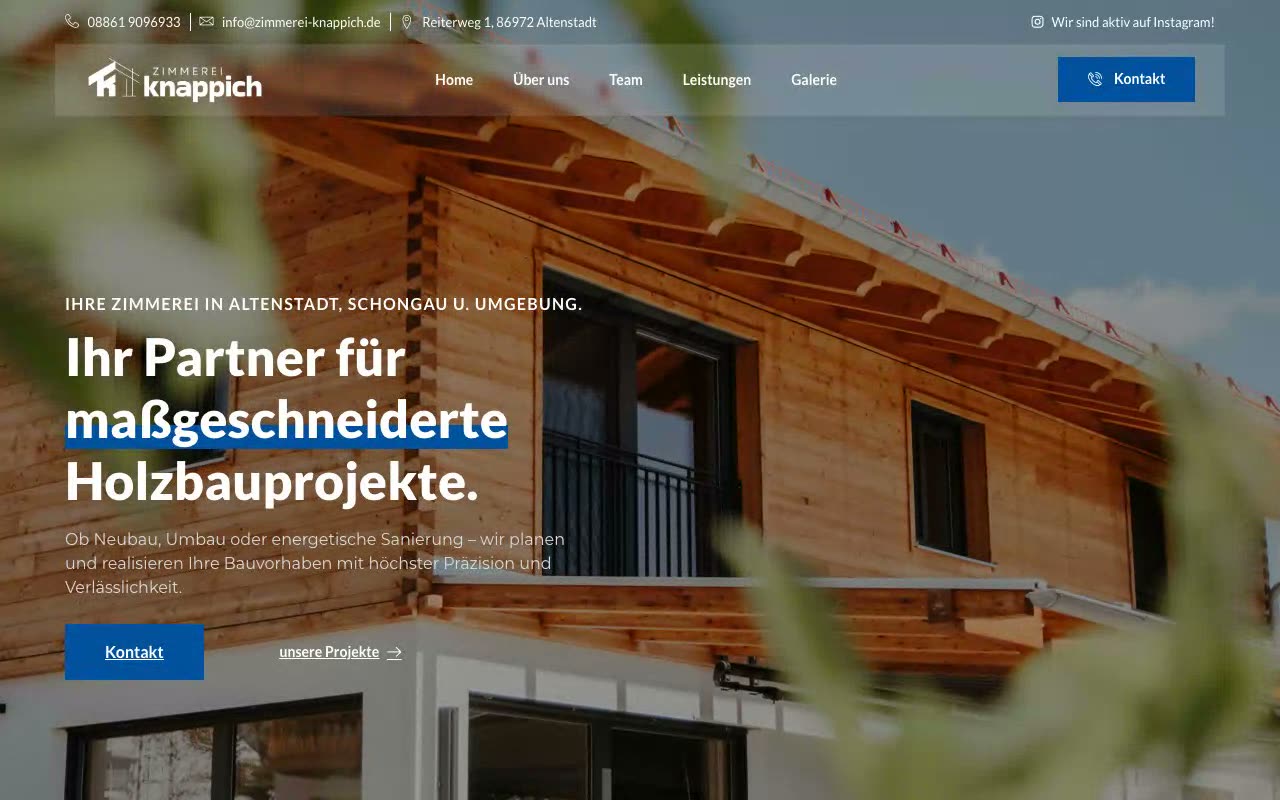 08861 9096933
info@zimmerei-knappich.de
Reiterweg 1, 86972 Altenstadt
Wir sind aktiv auf Instagram!
ZIMMEREI
knappich
Home
Über uns
Team
Leistungen
Galerie
Kontakt
IHRE ZIMMEREI IN ALTENSTADT, SCHONGAU U. UMGEBUNG.
Ihr Partner für
maßgeschneiderte
Holzbauprojekte.
Ob Neubau, Umbau oder energetische Sanierung – wir planen
und realisieren Ihre Bauvorhaben mit höchster Präzision und
Verlässlichkeit.
Kontakt
unsere Projekte